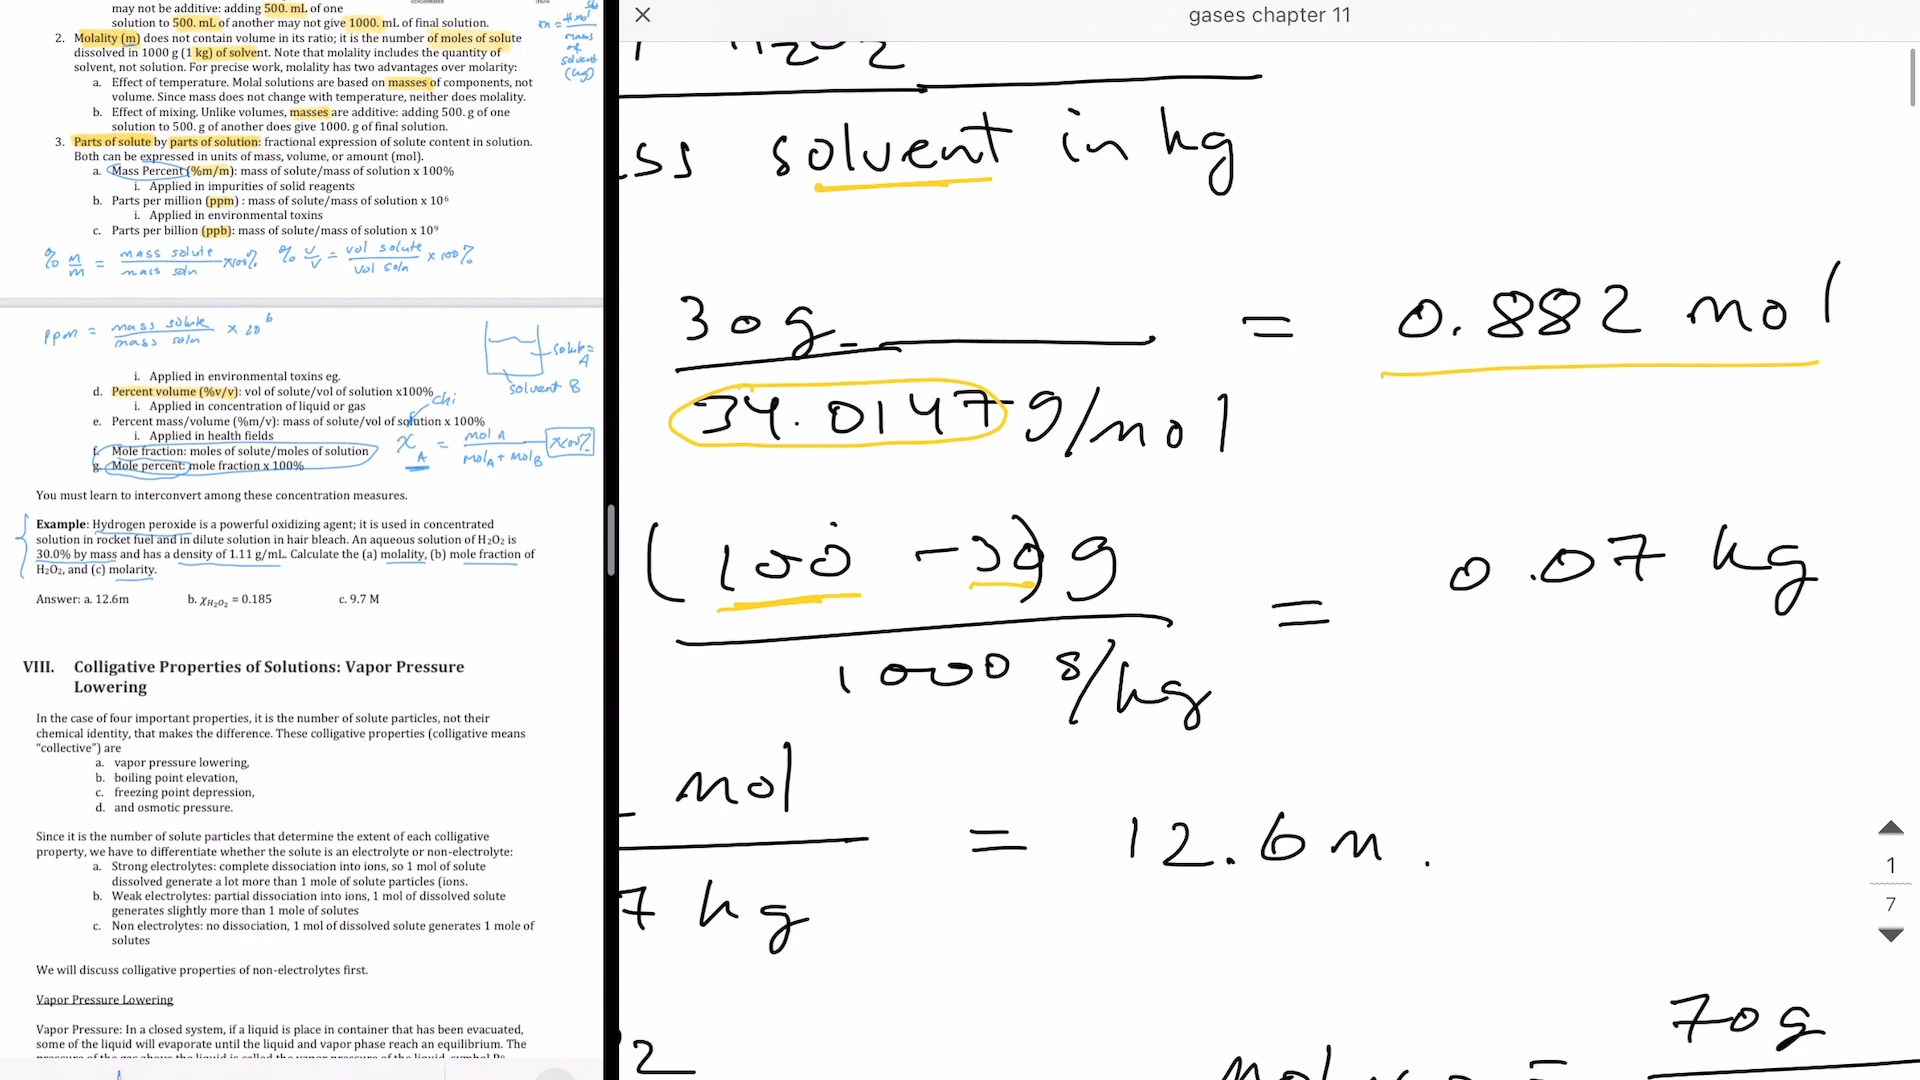 may not be additive: adding 500. mL of one
solution to 500. mL of another may not give 1000. mL of final solution.
2. Molality (m) does not contain volume in its ratio; it is the number of moles of solute
dissolved in 1000 g (1 kg) of solvent. Note that molality includes the quantity of
solvent, not solution. For precise work, molality has two advantages over molarity:
a. Effect of temperature. Molal solutions are based on masses of components, not
volume. Since mass does not change with temperature, neither does molality.
b. Effect of mixing. Unlike volumes, masses are additive: adding 500. g of one
solution to 500. g of another does give 1000. g of final solution.
m = #mol
mass
of
solvent
(kg)
3. Parts of solute by parts of solution: fractional expression of solute content in solution.
Both can be expressed in units of mass, volume, or amount (mol).
a. Mass Percent (%m/m): mass of solute/mass of solution x 100%
i. Applied in impurities of solid reagents
b. Parts per million (ppm) : mass of solute/mass of solution x 10⁶
i. Applied in environmental toxins
c. Parts per billion (ppb): mass of solute/mass of solution x 10⁹
% m/m = mass solute / mass soln x100% % v/v = vol solute / vol soln x 100%
ppm = mass solute / mass soln x 10⁶
solute =
A
solvent B
i. Applied in environmental toxins eg.
d. Percent volume (%v/v): vol of solute/vol of solution x100%
i. Applied in concentration of liquid or gas
chi
e. Percent mass/volume (%m/v): mass of solute/vol of solution x 100%
i. Applied in health fields
f. Mole fraction: moles of solute/moles of solution
g. Mole percent: mole fraction x 100%
χA = mol A / molA + molB x100%
You must learn to interconvert among these concentration measures.
Example: Hydrogen peroxide is a powerful oxidizing agent; it is used in concentrated
solution in rocket fuel and in dilute solution in hair bleach. An aqueous solution of H₂O₂ is
30.0% by mass and has a density of 1.11 g/mL. Calculate the (a) molality, (b) mole fraction of
H₂O₂, and (c) molarity.
Answer: a. 12.6m b. χH₂O₂ = 0.185 c. 9.7 M
VIII. Colligative Properties of Solutions: Vapor Pressure
Lowering
In the case of four important properties, it is the number of solute particles, not their
chemical identity, that makes the difference. These colligative properties (colligative means
“collective”) are
a. vapor pressure lowering,
b. boiling point elevation,
c. freezing point depression,
d. and osmotic pressure.
Since it is the number of solute particles that determine the extent of each colligative
property, we have to differentiate whether the solute is an electrolyte or non-electrolyte:
a. Strong electrolytes: complete dissociation into ions, so 1 mol of solute
dissolved generate a lot more than 1 mole of solute particles (ions.
b. Weak electrolytes: partial dissociation into ions, 1 mol of dissolved solute
generates slightly more than 1 mole of solutes
c. Non electrolytes: no dissociation, 1 mol of dissolved solute generates 1 mole of
solutes
We will discuss colligative properties of non-electrolytes first.
Vapor Pressure Lowering
Vapor Pressure: In a closed system, if a liquid is place in container that has been evacuated,
some of the liquid will evaporate until the liquid and vapor phase reach an equilibrium. The
pressure of the gas above the liquid is called the vapor pressure of the liquid, symbol P°
gases chapter 11
H₂O₂
ss solvent in kg
30g = 0.882 mol
34.0147 g/mol
(100 - 30) g = 0.07 kg
1000 g/kg
mol = 12.6 m.
7 kg
70g
2
1
7